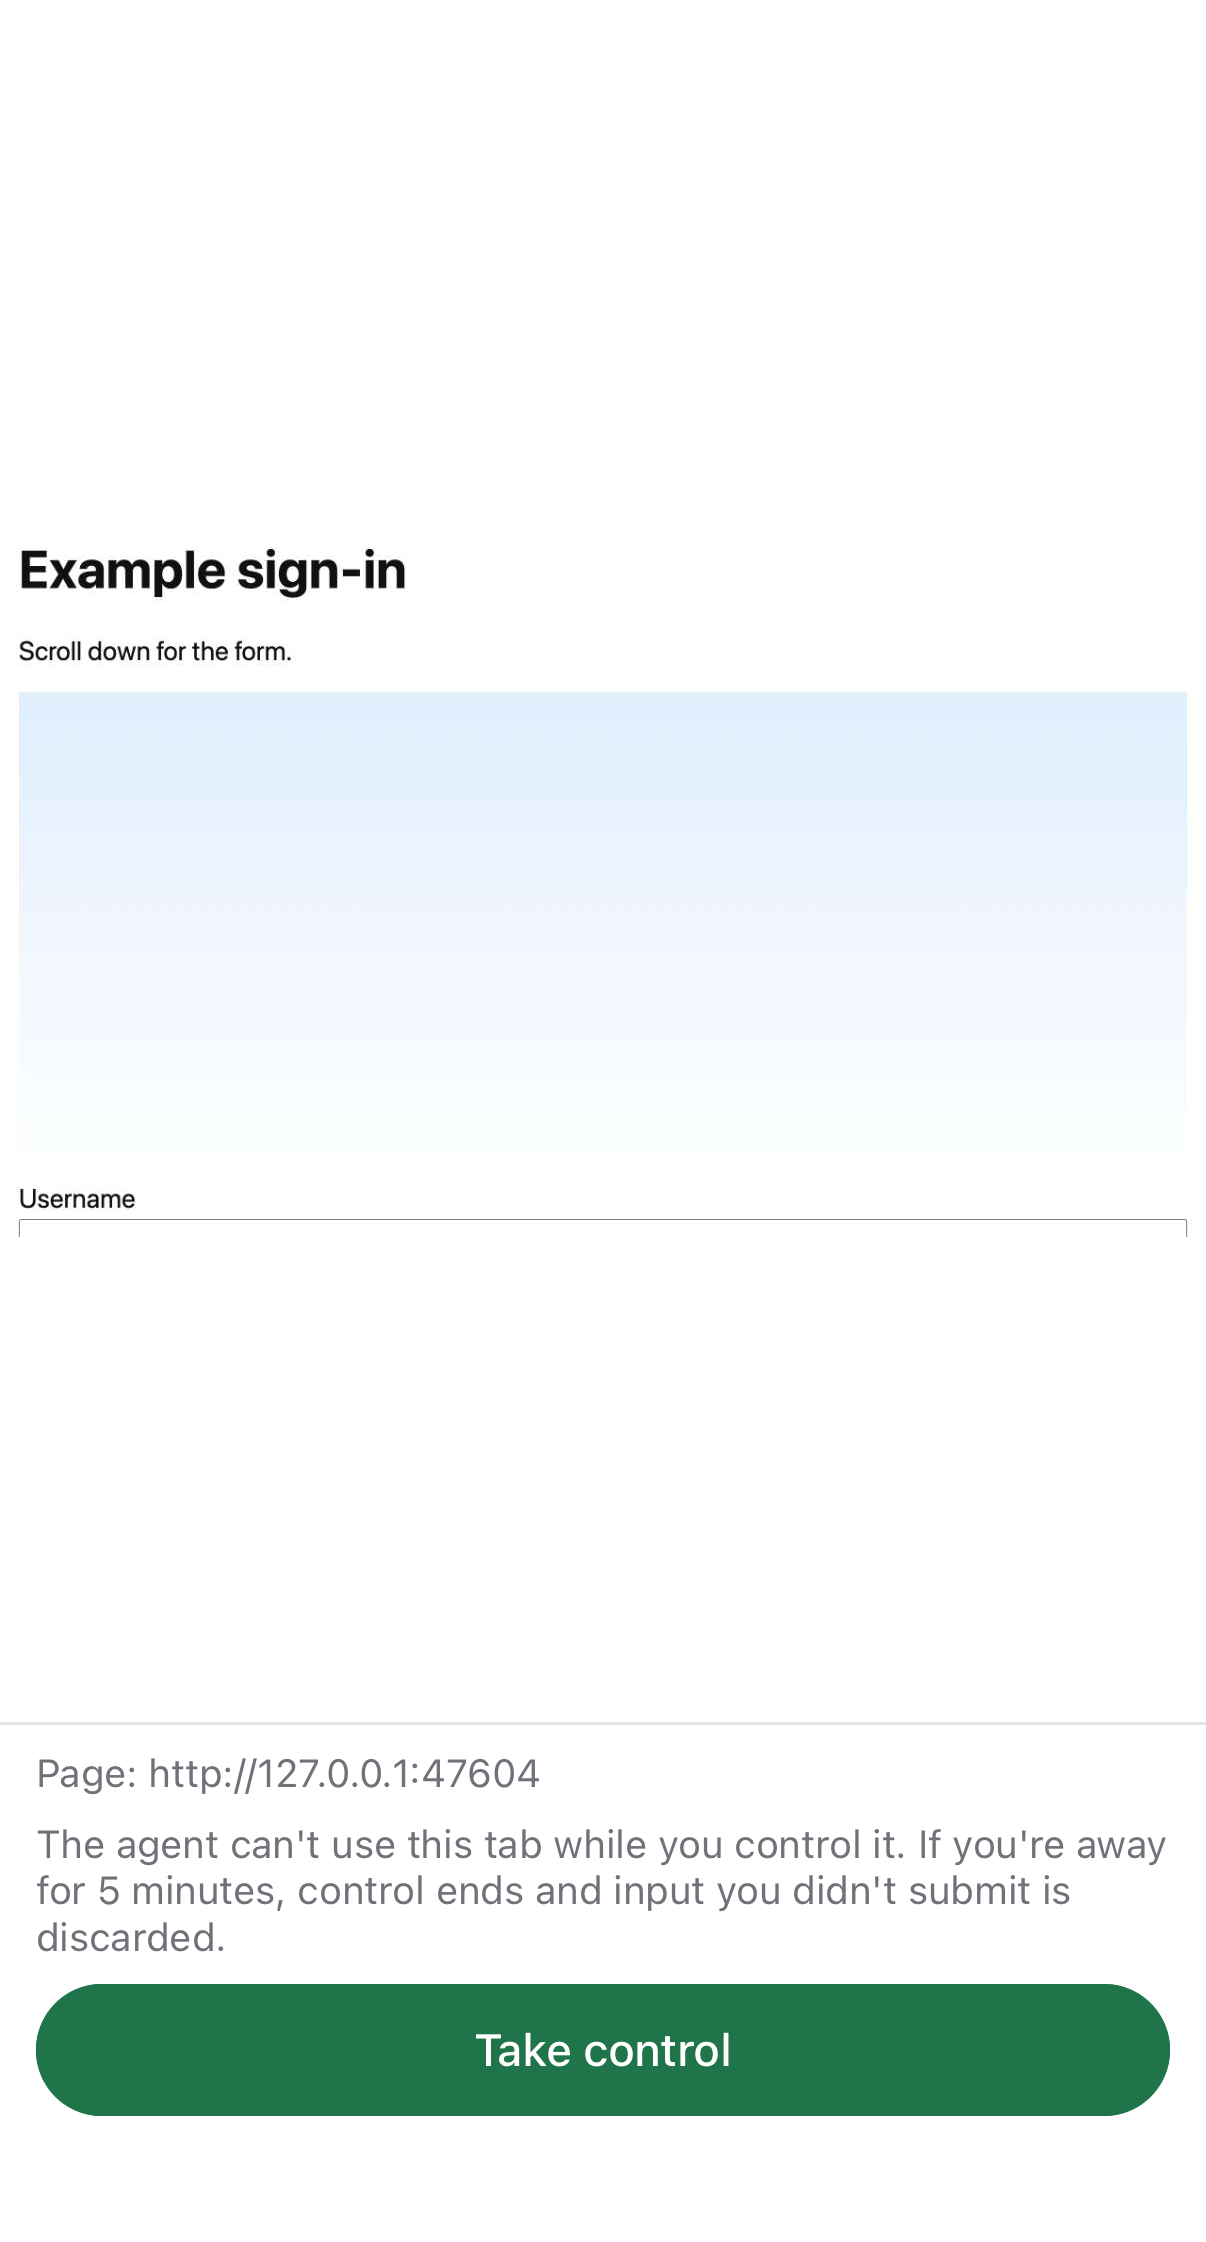 Example sign-in
Scroll down for the form.
Username
Page: http://127.0.0.1:47604
The agent can't use this tab while you control it. If you're away
for 5 minutes, control ends and input you didn't submit is
discarded.
Take control